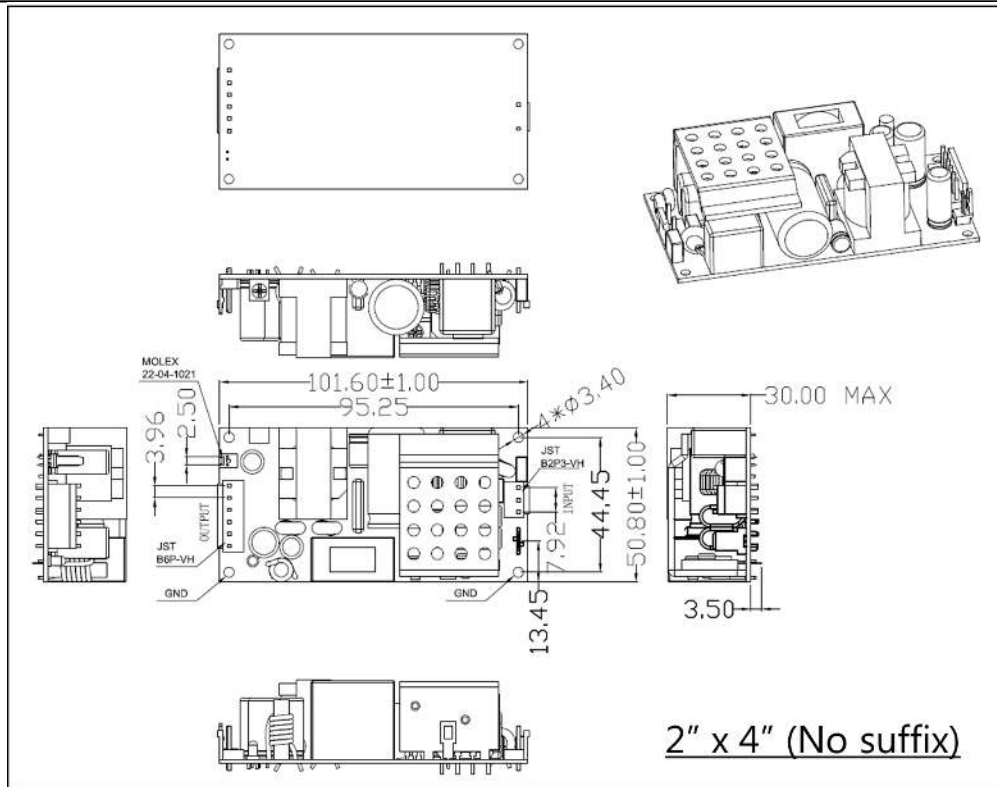 MOLEX
22-04-1021
101.60±1.00
95.25
4*ø3.40
30.00 MAX
3.96
2.50
JST
B2P3-VH
OUTPUT
INPUT
7.92
44.45
50.80±1.00
JST
B6P-VH
GND
GND
13.45
3.50
2" x 4" (No suffix)